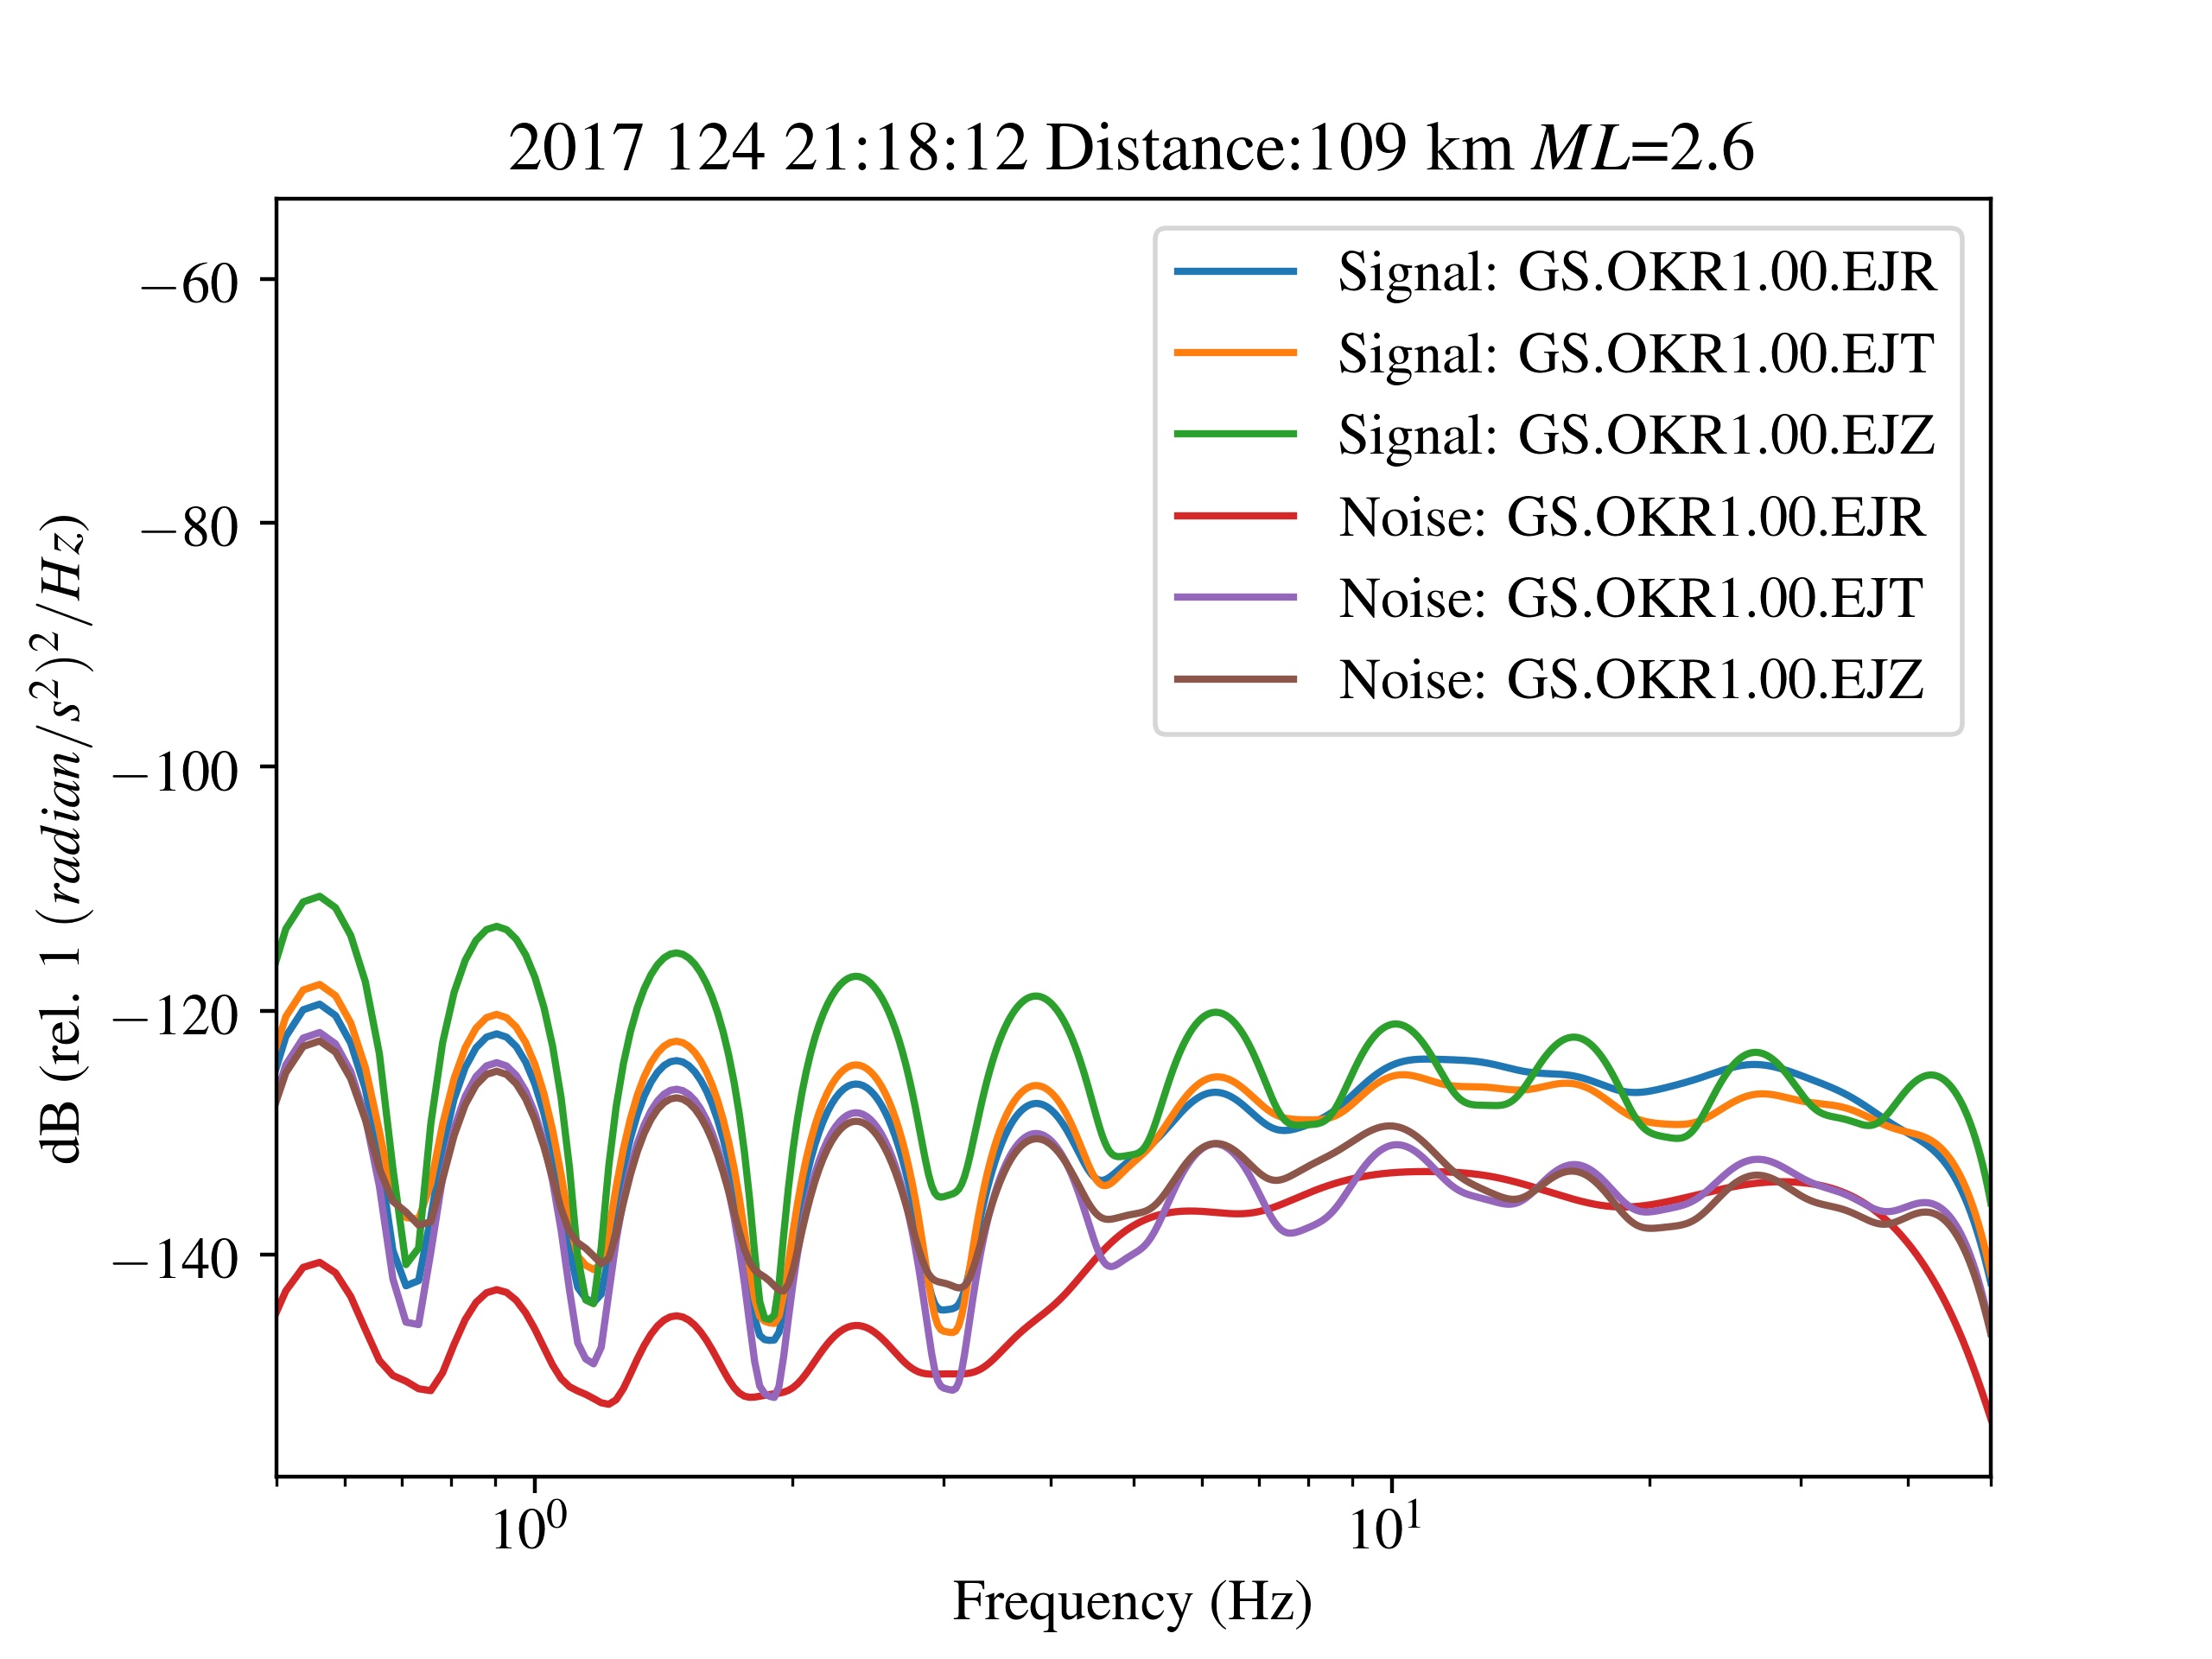 2017 124 21:18:12 Distance:109 km ML=2.6
Signal: GS.OKR1.00.EJR
Signal: GS.OKR1.00.EJT
Signal: GS.OKR1.00.EJZ
Noise: GS.OKR1.00.EJR
Noise: GS.OKR1.00.EJT
Noise: GS.OKR1.00.EJZ
−60
−80
−100
−120
−140
dB (rel. 1 (radian/s²)²/Hz)
10⁰
10¹
Frequency (Hz)